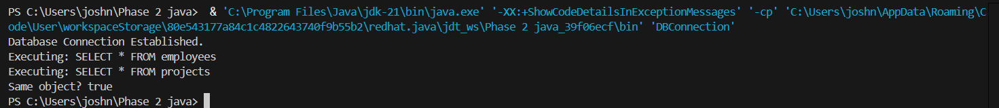 PS C:\Users\joshn\Phase 2 java>  & 'C:\Program Files\Java\jdk-21\bin\java.exe' '-XX:+ShowCodeDetailsInExceptionMessages' '-cp' 'C:\Users\joshn\AppData\Roaming\C
ode\User\workspaceStorage\80e543177a84c1c4822643740f9b55b2\redhat.java\jdt_ws\Phase 2 java_39f06ecf\bin' 'DBConnection'
Database Connection Established.
Executing: SELECT * FROM employees
Executing: SELECT * FROM projects
Same object? true
PS C:\Users\joshn\Phase 2 java>